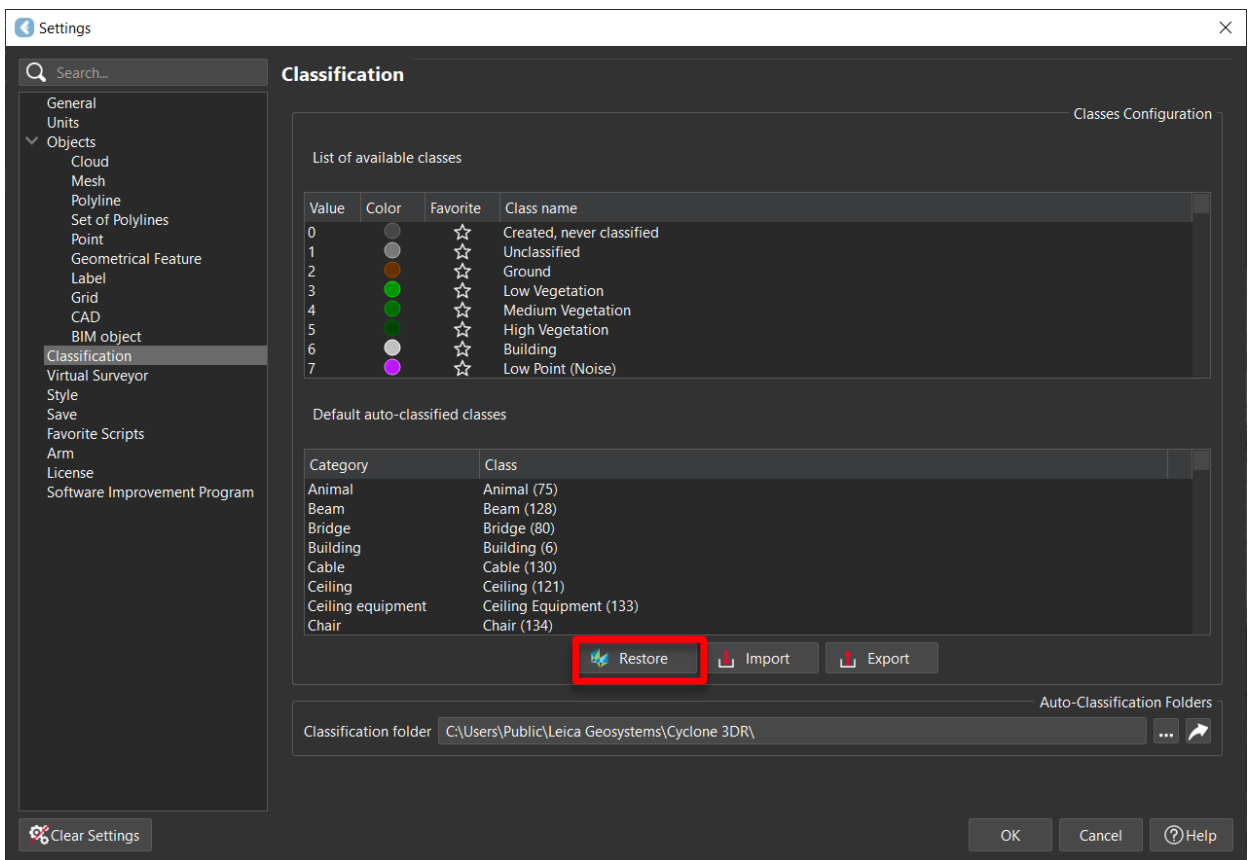 Settings
Search...
Classification
General
Units
Objects
Cloud
Mesh
Polyline
Set of Polylines
Point
Geometrical Feature
Label
Grid
CAD
BIM object
Classification
Virtual Surveyor
Style
Save
Favorite Scripts
Arm
License
Software Improvement Program
Classes Configuration
List of available classes
Value Color Favorite Class name
0 Created, never classified
1 Unclassified
2 Ground
3 Low Vegetation
4 Medium Vegetation
5 High Vegetation
6 Building
7 Low Point (Noise)
Default auto-classified classes
Category Class
Animal Animal (75)
Beam Beam (128)
Bridge Bridge (80)
Building Building (6)
Cable Cable (130)
Ceiling Ceiling (121)
Ceiling equipment Ceiling Equipment (133)
Chair Chair (134)
Restore Import Export
Auto-Classification Folders
Classification folder C:\Users\Public\Leica Geosystems\Cyclone 3DR\ ...
Clear Settings OK Cancel Help